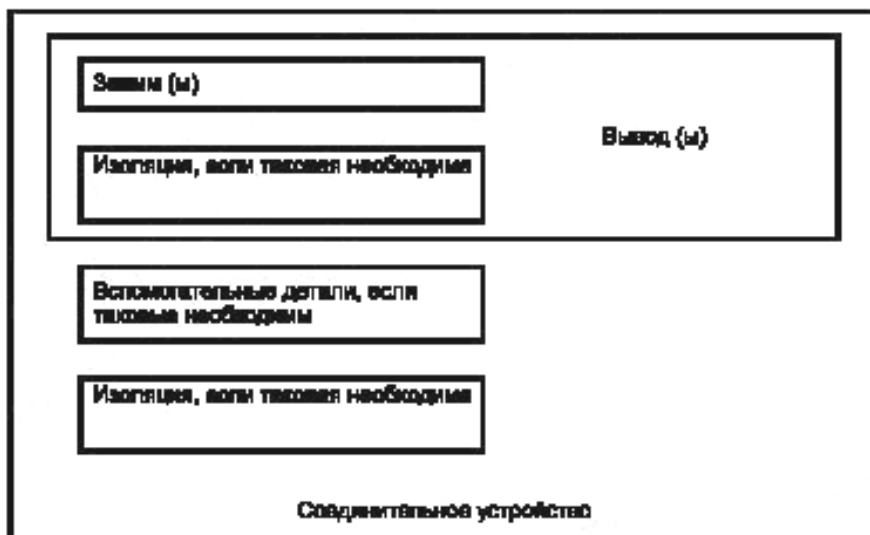 Зажим (ы)
Вывод (ы)
Изоляция, если таковая необходима
Вспомогательные детали, если
таковые необходимы
Изоляция, если таковая необходима
Соединительное устройство